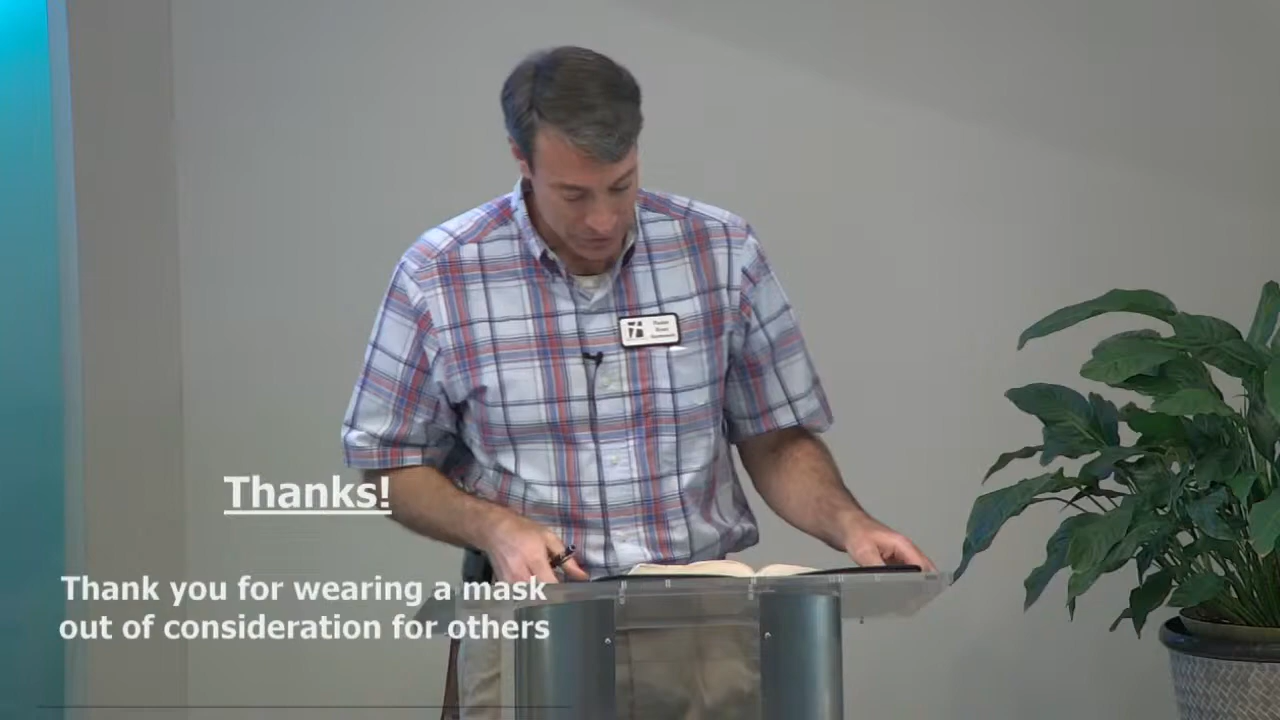 Thanks!
Thank you for wearing a mask
out of consideration for others